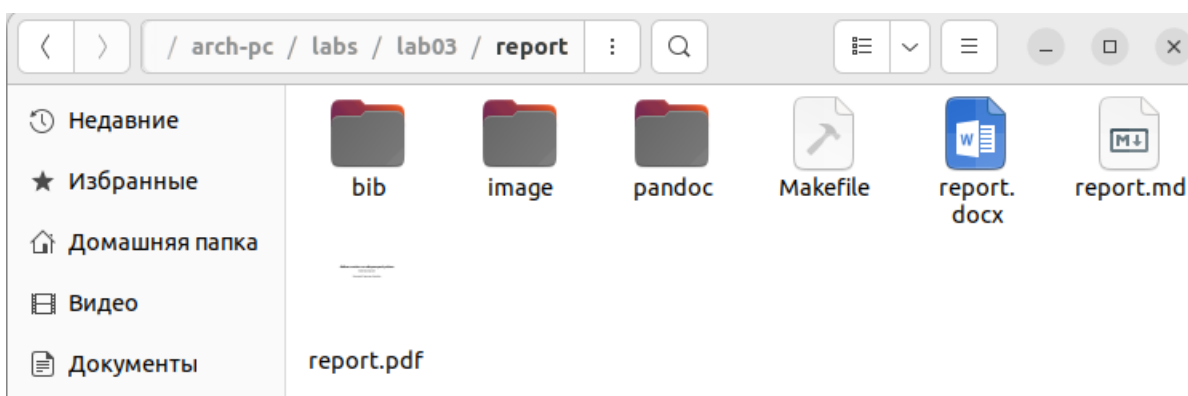 / arch-pc / labs / lab03 / report
Недавние
Избранные
Домашняя папка
Видео
Документы
bib
image
pandoc
Makefile
report.
docx
report.md
W
M
report.pdf